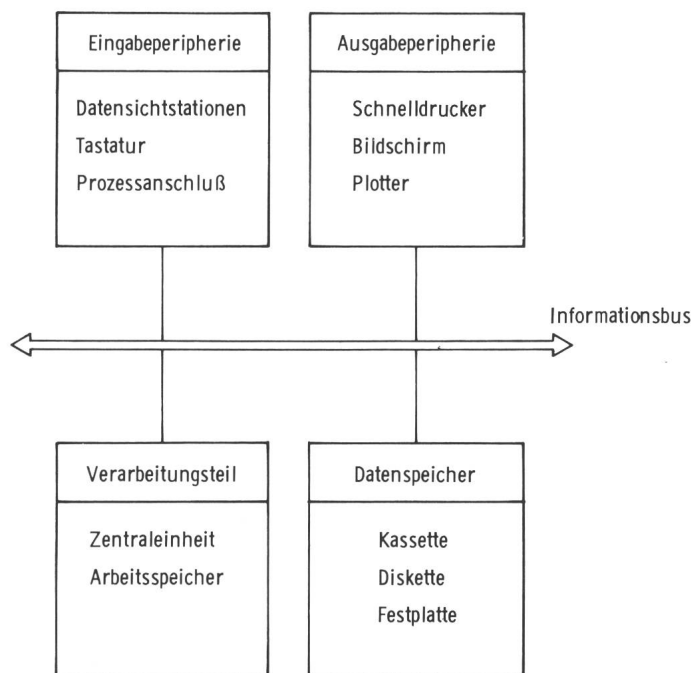 Eingabeperipherie
Datensichtstationen
Tastatur
Prozessanschluß
Ausgabeperipherie
Schnelldrucker
Bildschirm
Plotter
Informationsbus
Verarbeitungsteil
Zentraleinheit
Arbeitsspeicher
Datenspeicher
Kassette
Diskette
Festplatte